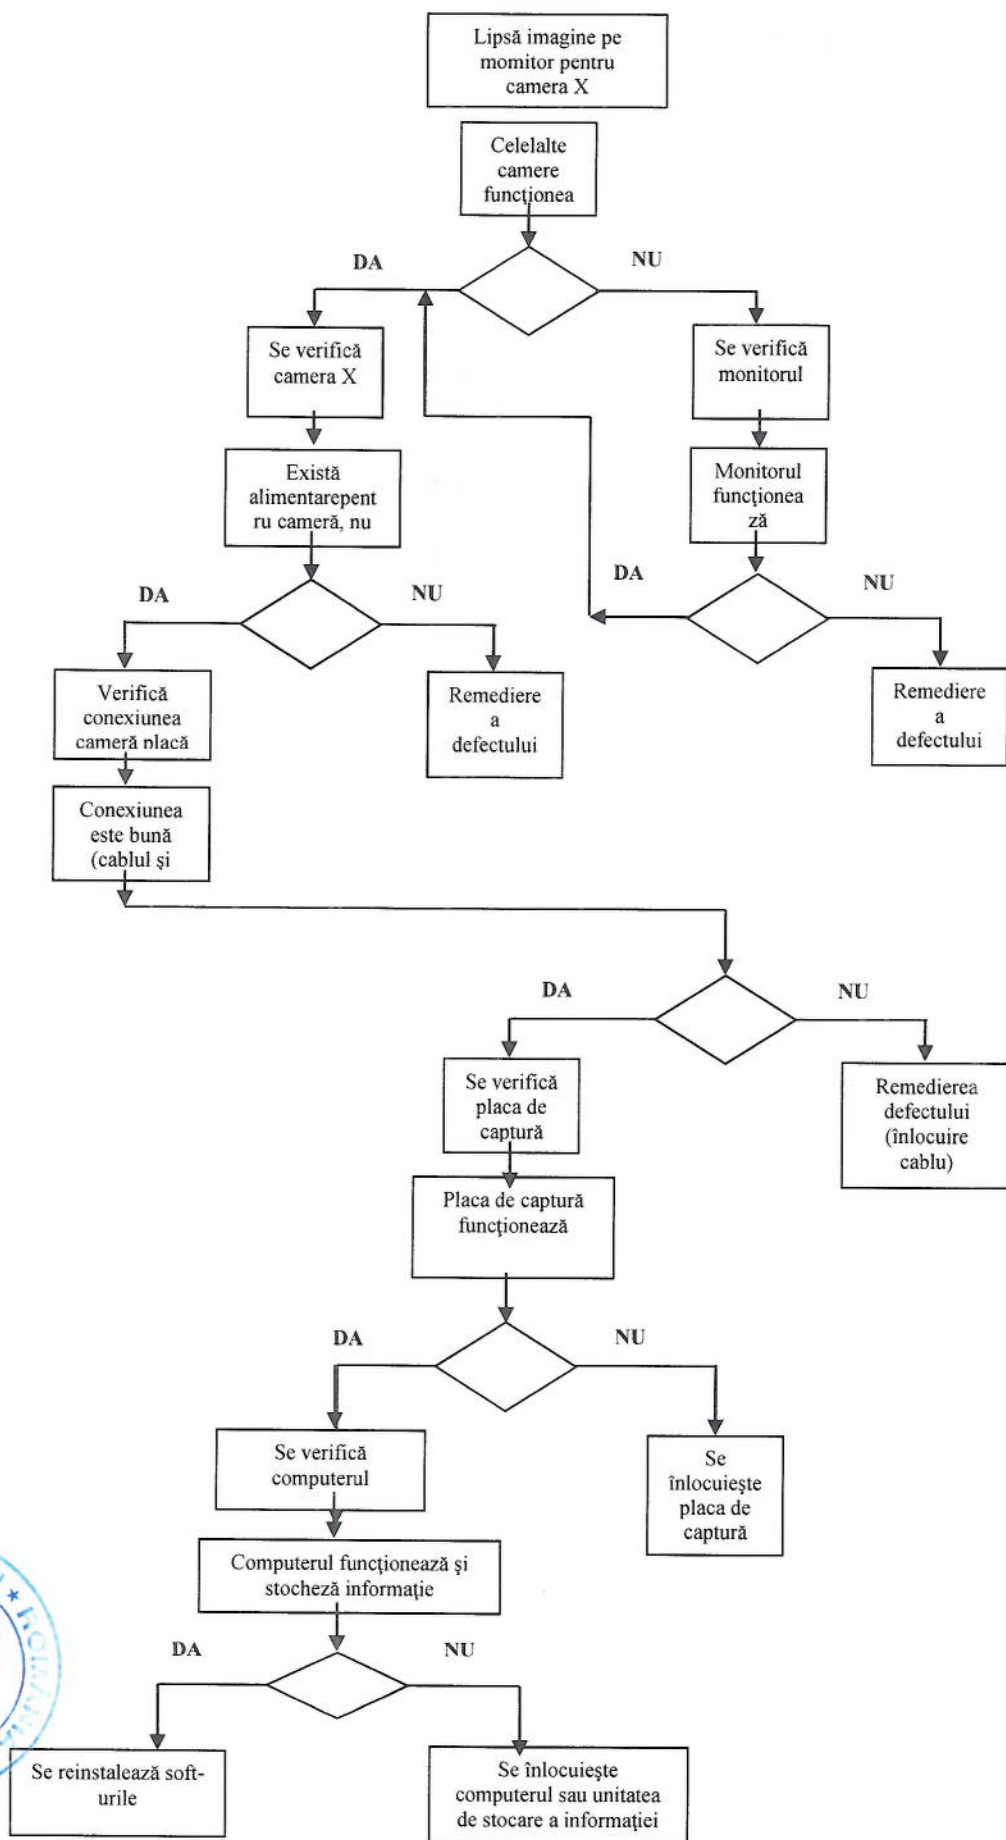 Lipsă imagine pe
momitor pentru
camera X
Celelalte
camere
funcţionea
DA
NU
Se verifică
camera X
Se verifică
monitorul
Există
alimentarepent
ru cameră, nu
Monitorul
funcţionea
ză
DA
NU
DA
NU
Verifică
conexiunea
cameră placă
Remediere
a
defectului
Remediere
a
defectului
Conexiunea
este bună
(cablul şi
DA
NU
Se verifică
placa de
captură
Remedierea
defectului
(înlocuire
cablu)
Placa de captură
funcţionează
DA
NU
Se verifică
computerul
Se
înlocuieşte
placa de
captură
Computerul funcţionează şi
stocheză informaţie
★ ROMÂNIA
DA
NU
Se reinstalează soft-
urile
Se înlocuieşte
computerul sau unitatea
de stocare a informaţiei